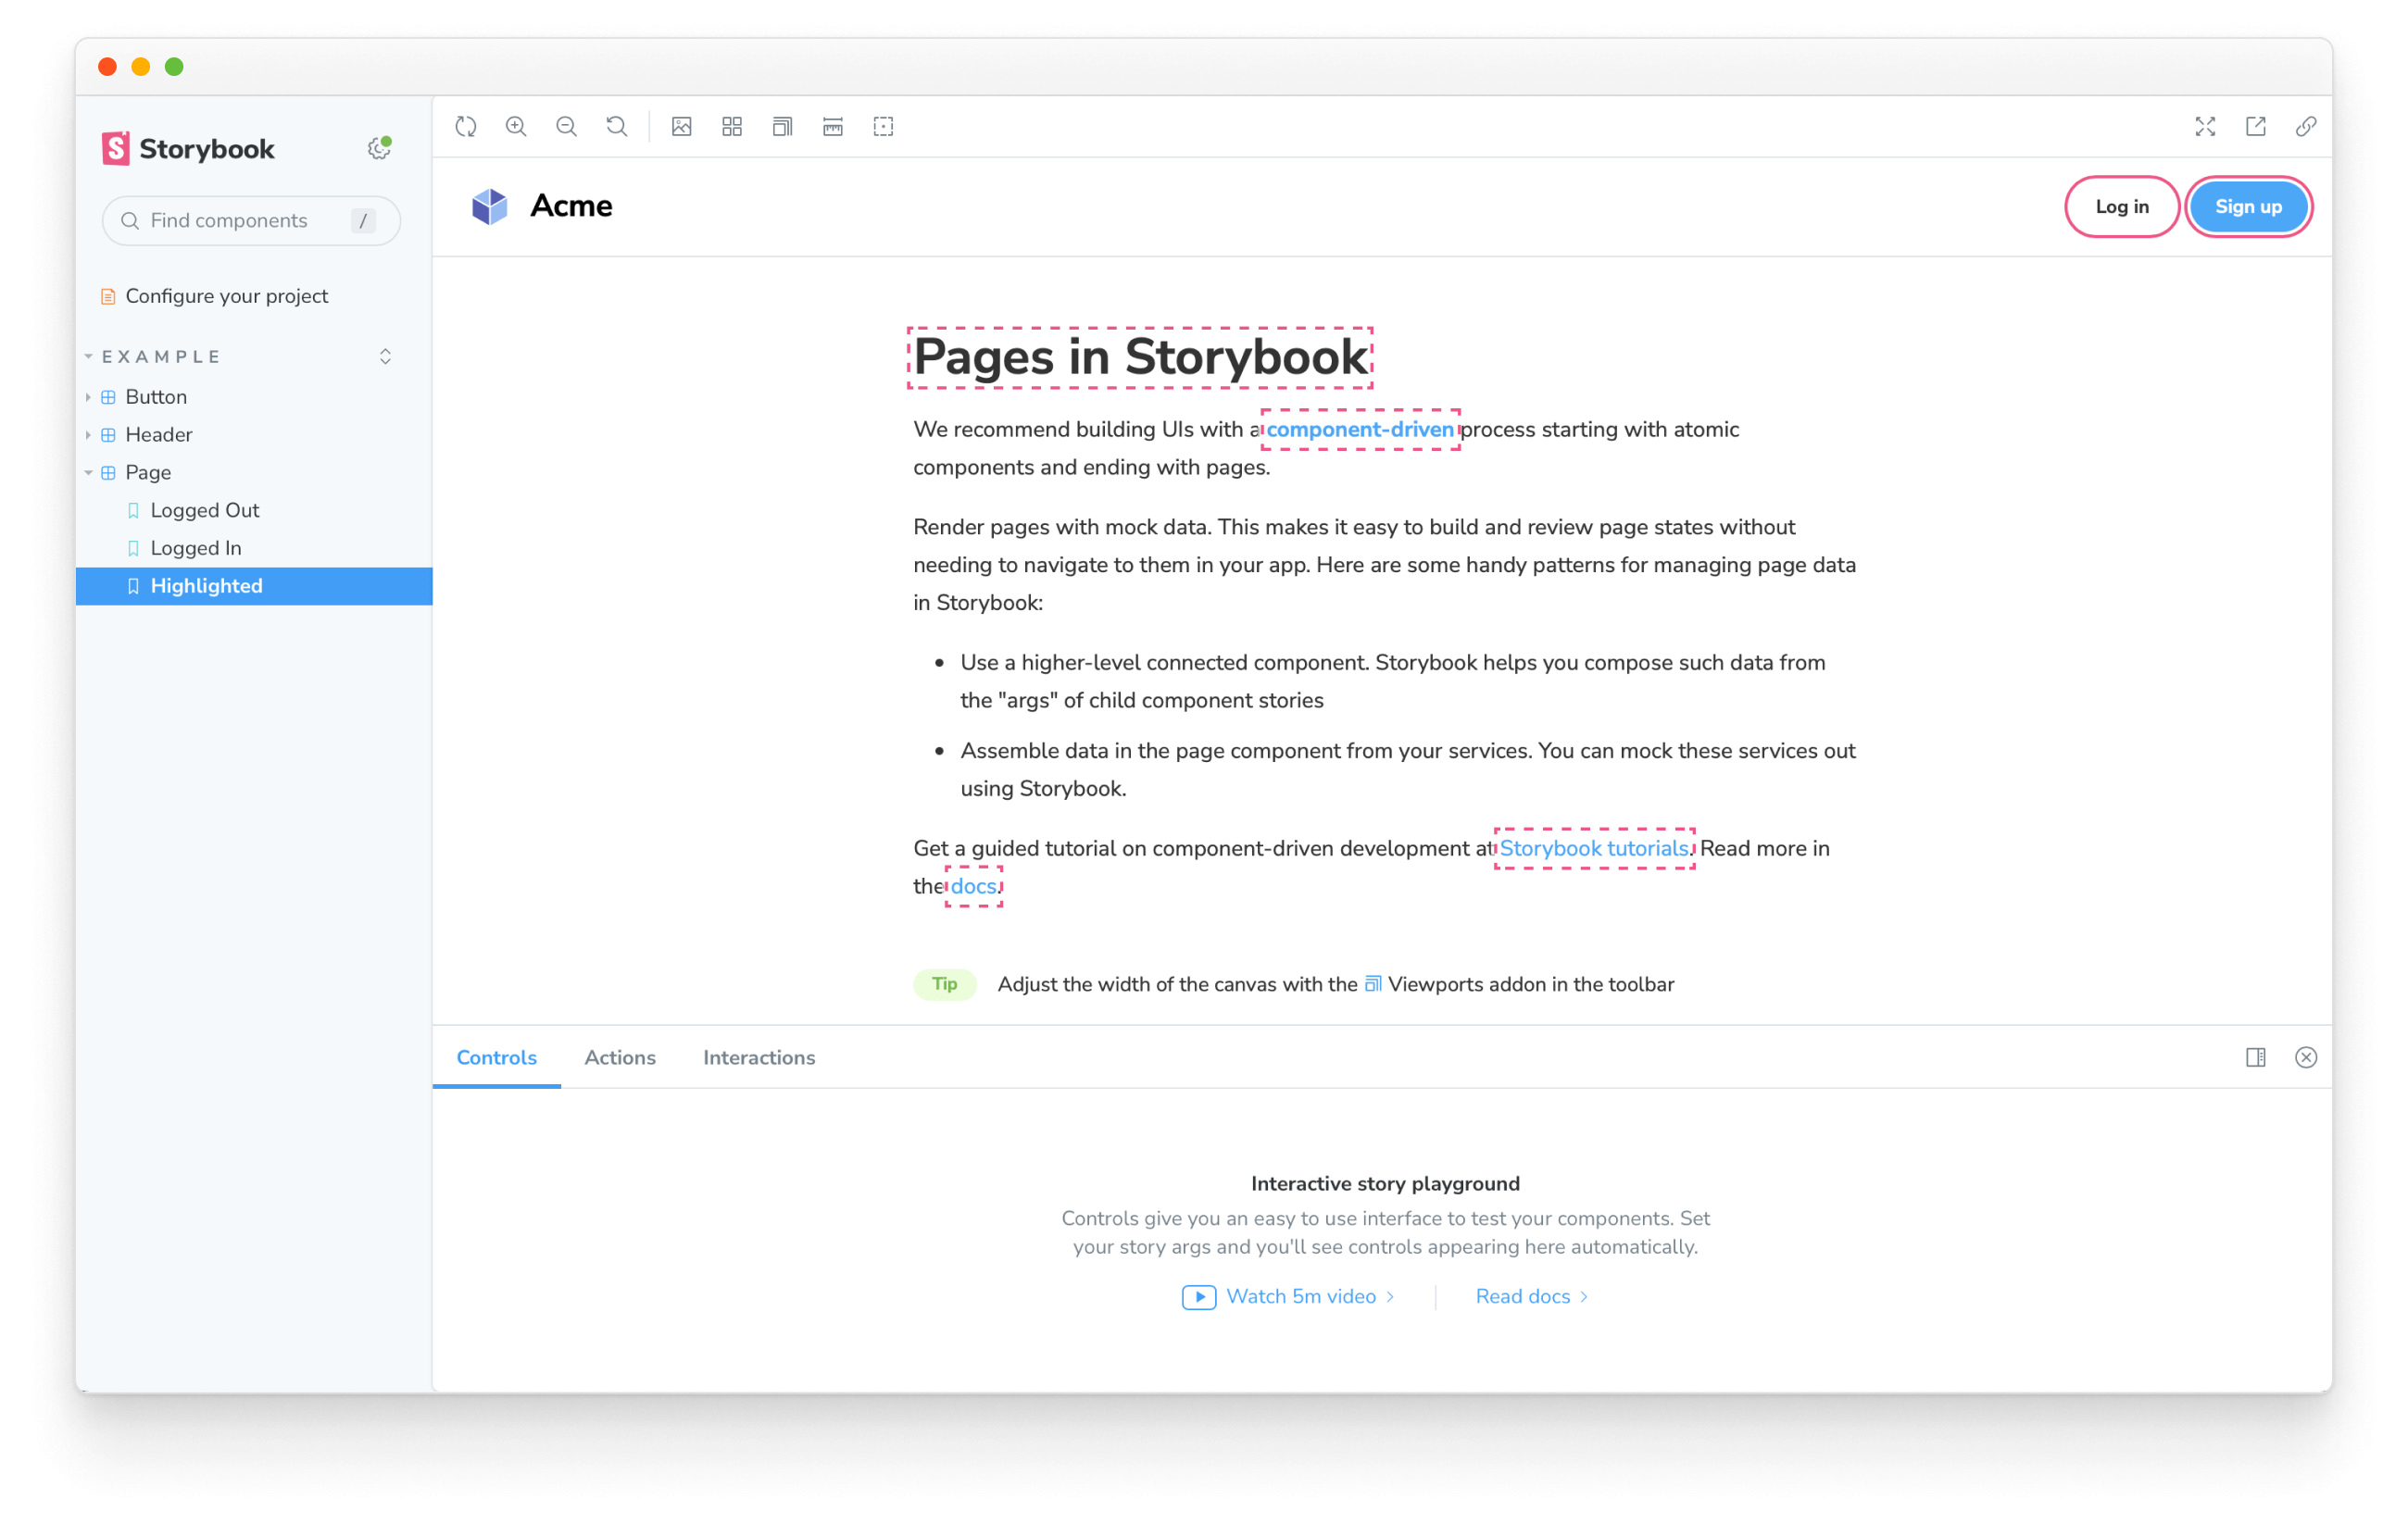 Storybook
Find components /
Configure your project
EXAMPLE
Button
Header
Page
Logged Out
Logged In
Highlighted
Acme
Log in
Sign up
Pages in Storybook
We recommend building UIs with a component-driven process starting with atomic
components and ending with pages.
Render pages with mock data. This makes it easy to build and review page states without
needing to navigate to them in your app. Here are some handy patterns for managing page data
in Storybook:
Use a higher-level connected component. Storybook helps you compose such data from
the "args" of child component stories
Assemble data in the page component from your services. You can mock these services out
using Storybook.
Get a guided tutorial on component-driven development at Storybook tutorials. Read more in
the docs.
Tip Adjust the width of the canvas with the Viewports addon in the toolbar
Controls Actions Interactions
Interactive story playground
Controls give you an easy to use interface to test your components. Set
your story args and you'll see controls appearing here automatically.
Watch 5m video Read docs